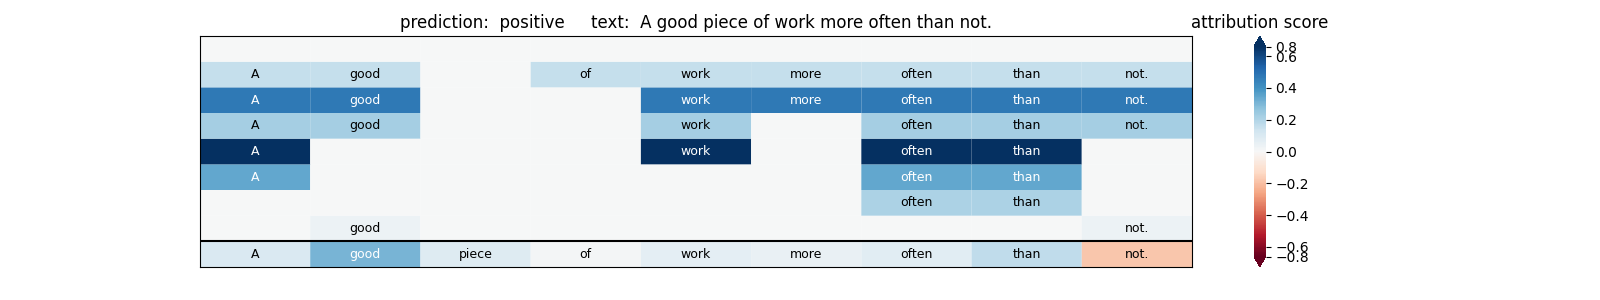 prediction:  positive     text:  A good piece of work more often than not.
attribution score
A good of work more often than not.
A good work more often than not.
A good work often than not.
A work often than
A often than
often than
good not.
A good piece of work more often than not.
0.8
0.6
0.4
0.2
0.0
−0.2
−0.4
−0.6
−0.8